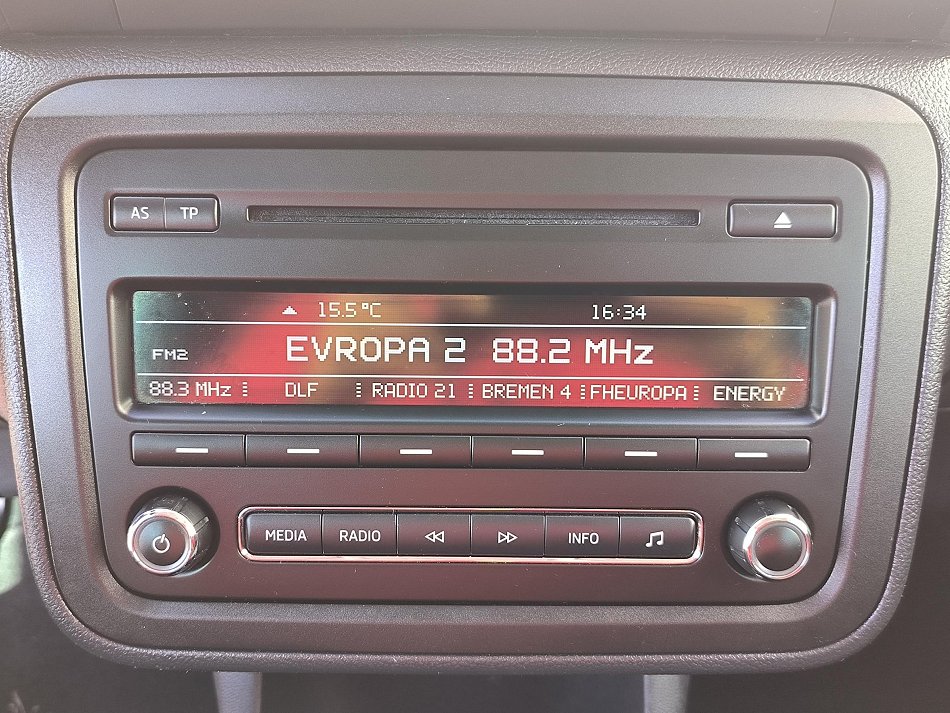 AS TP
15.5 °C 16:34
FM2 EVROPA 2 88.2 MHz
88.3 MHz DLF RADIO 21 BREMEN 4 FHEUROPA ENERGY
MEDIA RADIO INFO